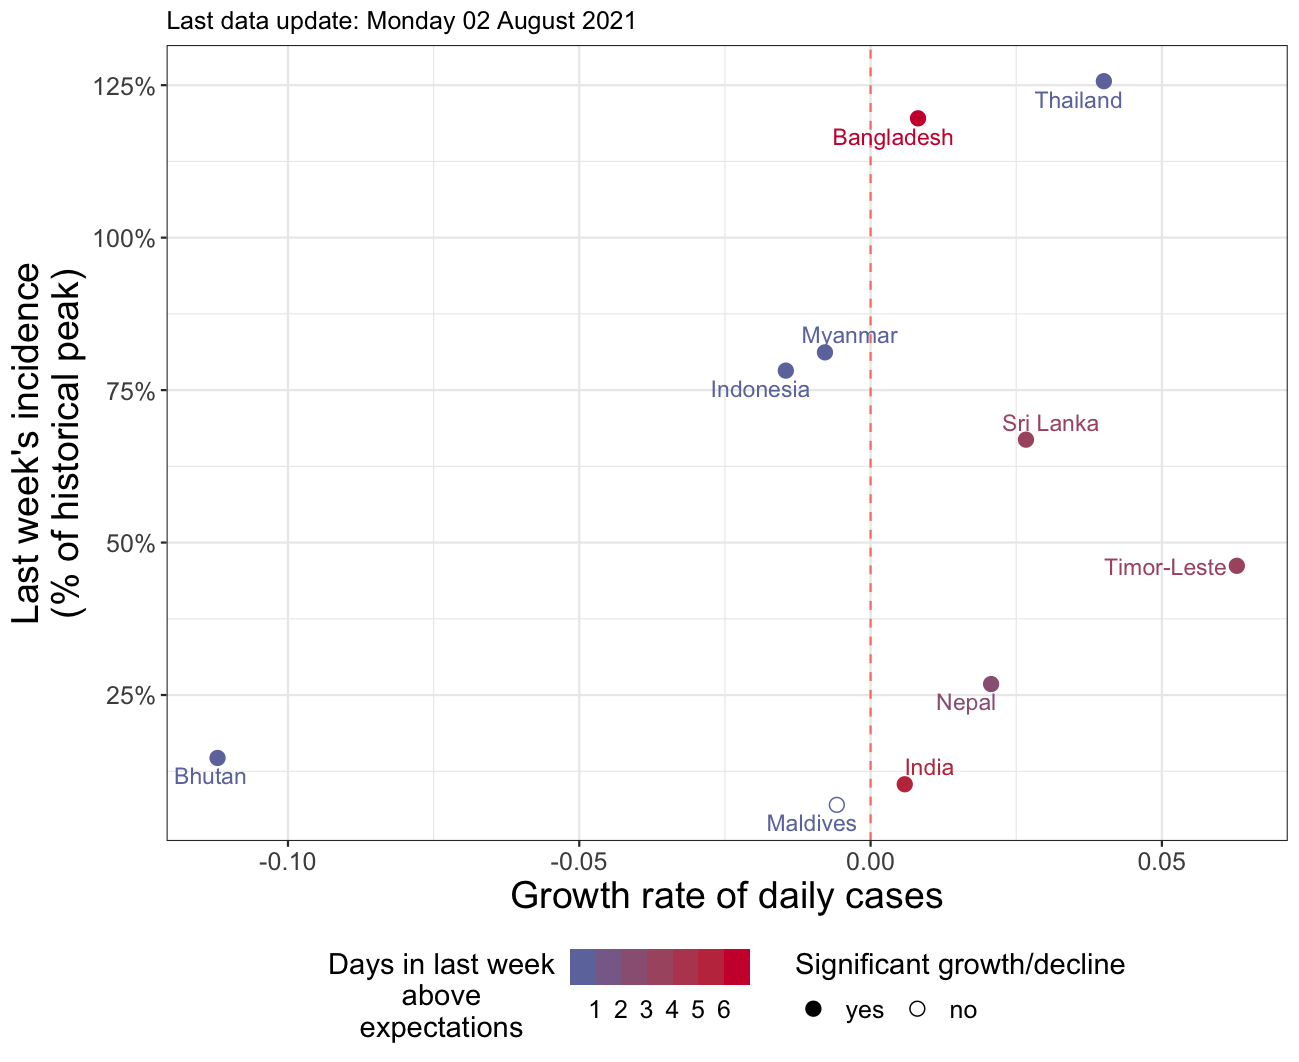 Last data update: Monday 02 August 2021
125%
Thailand
Bangladesh
100%
Myanmar
75%
Indonesia
Sri Lanka
50%
Timor-Leste
25%
Nepal
India
Bhutan
Maldives
Last week's incidence
(% of historical peak)
-0.10 -0.05 0.00 0.05
Growth rate of daily cases
Days in last week
above
expectations
1 2 3 4 5 6
Significant growth/decline
yes no